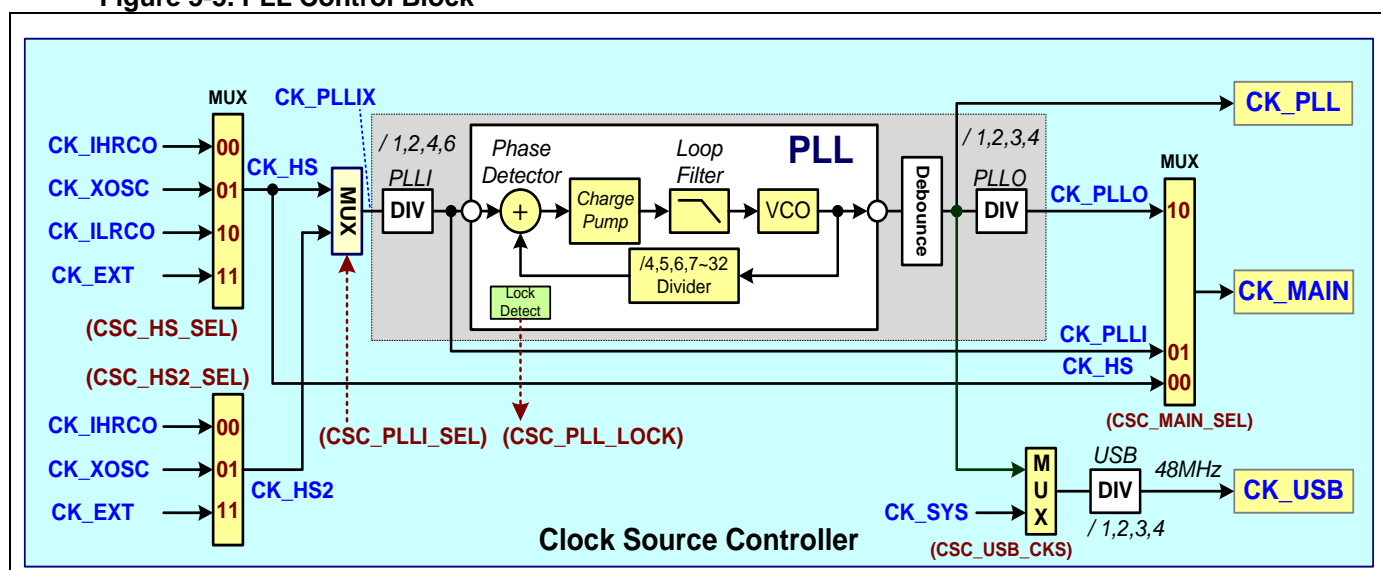 Figure 5-3. PLL Control Block
MUX
CK_PLLIX
CK_IHRCO
00
CK_XOSC
01
CK_ILRCO
10
CK_EXT
11
CK_HS
(CSC_HS_SEL)
MUX
/ 1,2,4,6
PLLI
DIV
Phase
Detector
+
Charge
Pump
Loop
Filter
PLL
VCO
/4,5,6,7~32
Divider
Lock
Detect
Debounce
/ 1,2,3,4
PLLO
DIV
CK_PLL
MUX
CK_PLLO
10
CK_MAIN
CK_PLLI
01
CK_HS
00
(CSC_MAIN_SEL)
(CSC_HS2_SEL)
CK_IHRCO
00
CK_XOSC
01
CK_EXT
11
CK_HS2
(CSC_PLLI_SEL)
(CSC_PLL_LOCK)
MUX
USB
DIV
/ 1,2,3,4
48MHz
CK_USB
CK_SYS
(CSC_USB_CKS)
Clock Source Controller